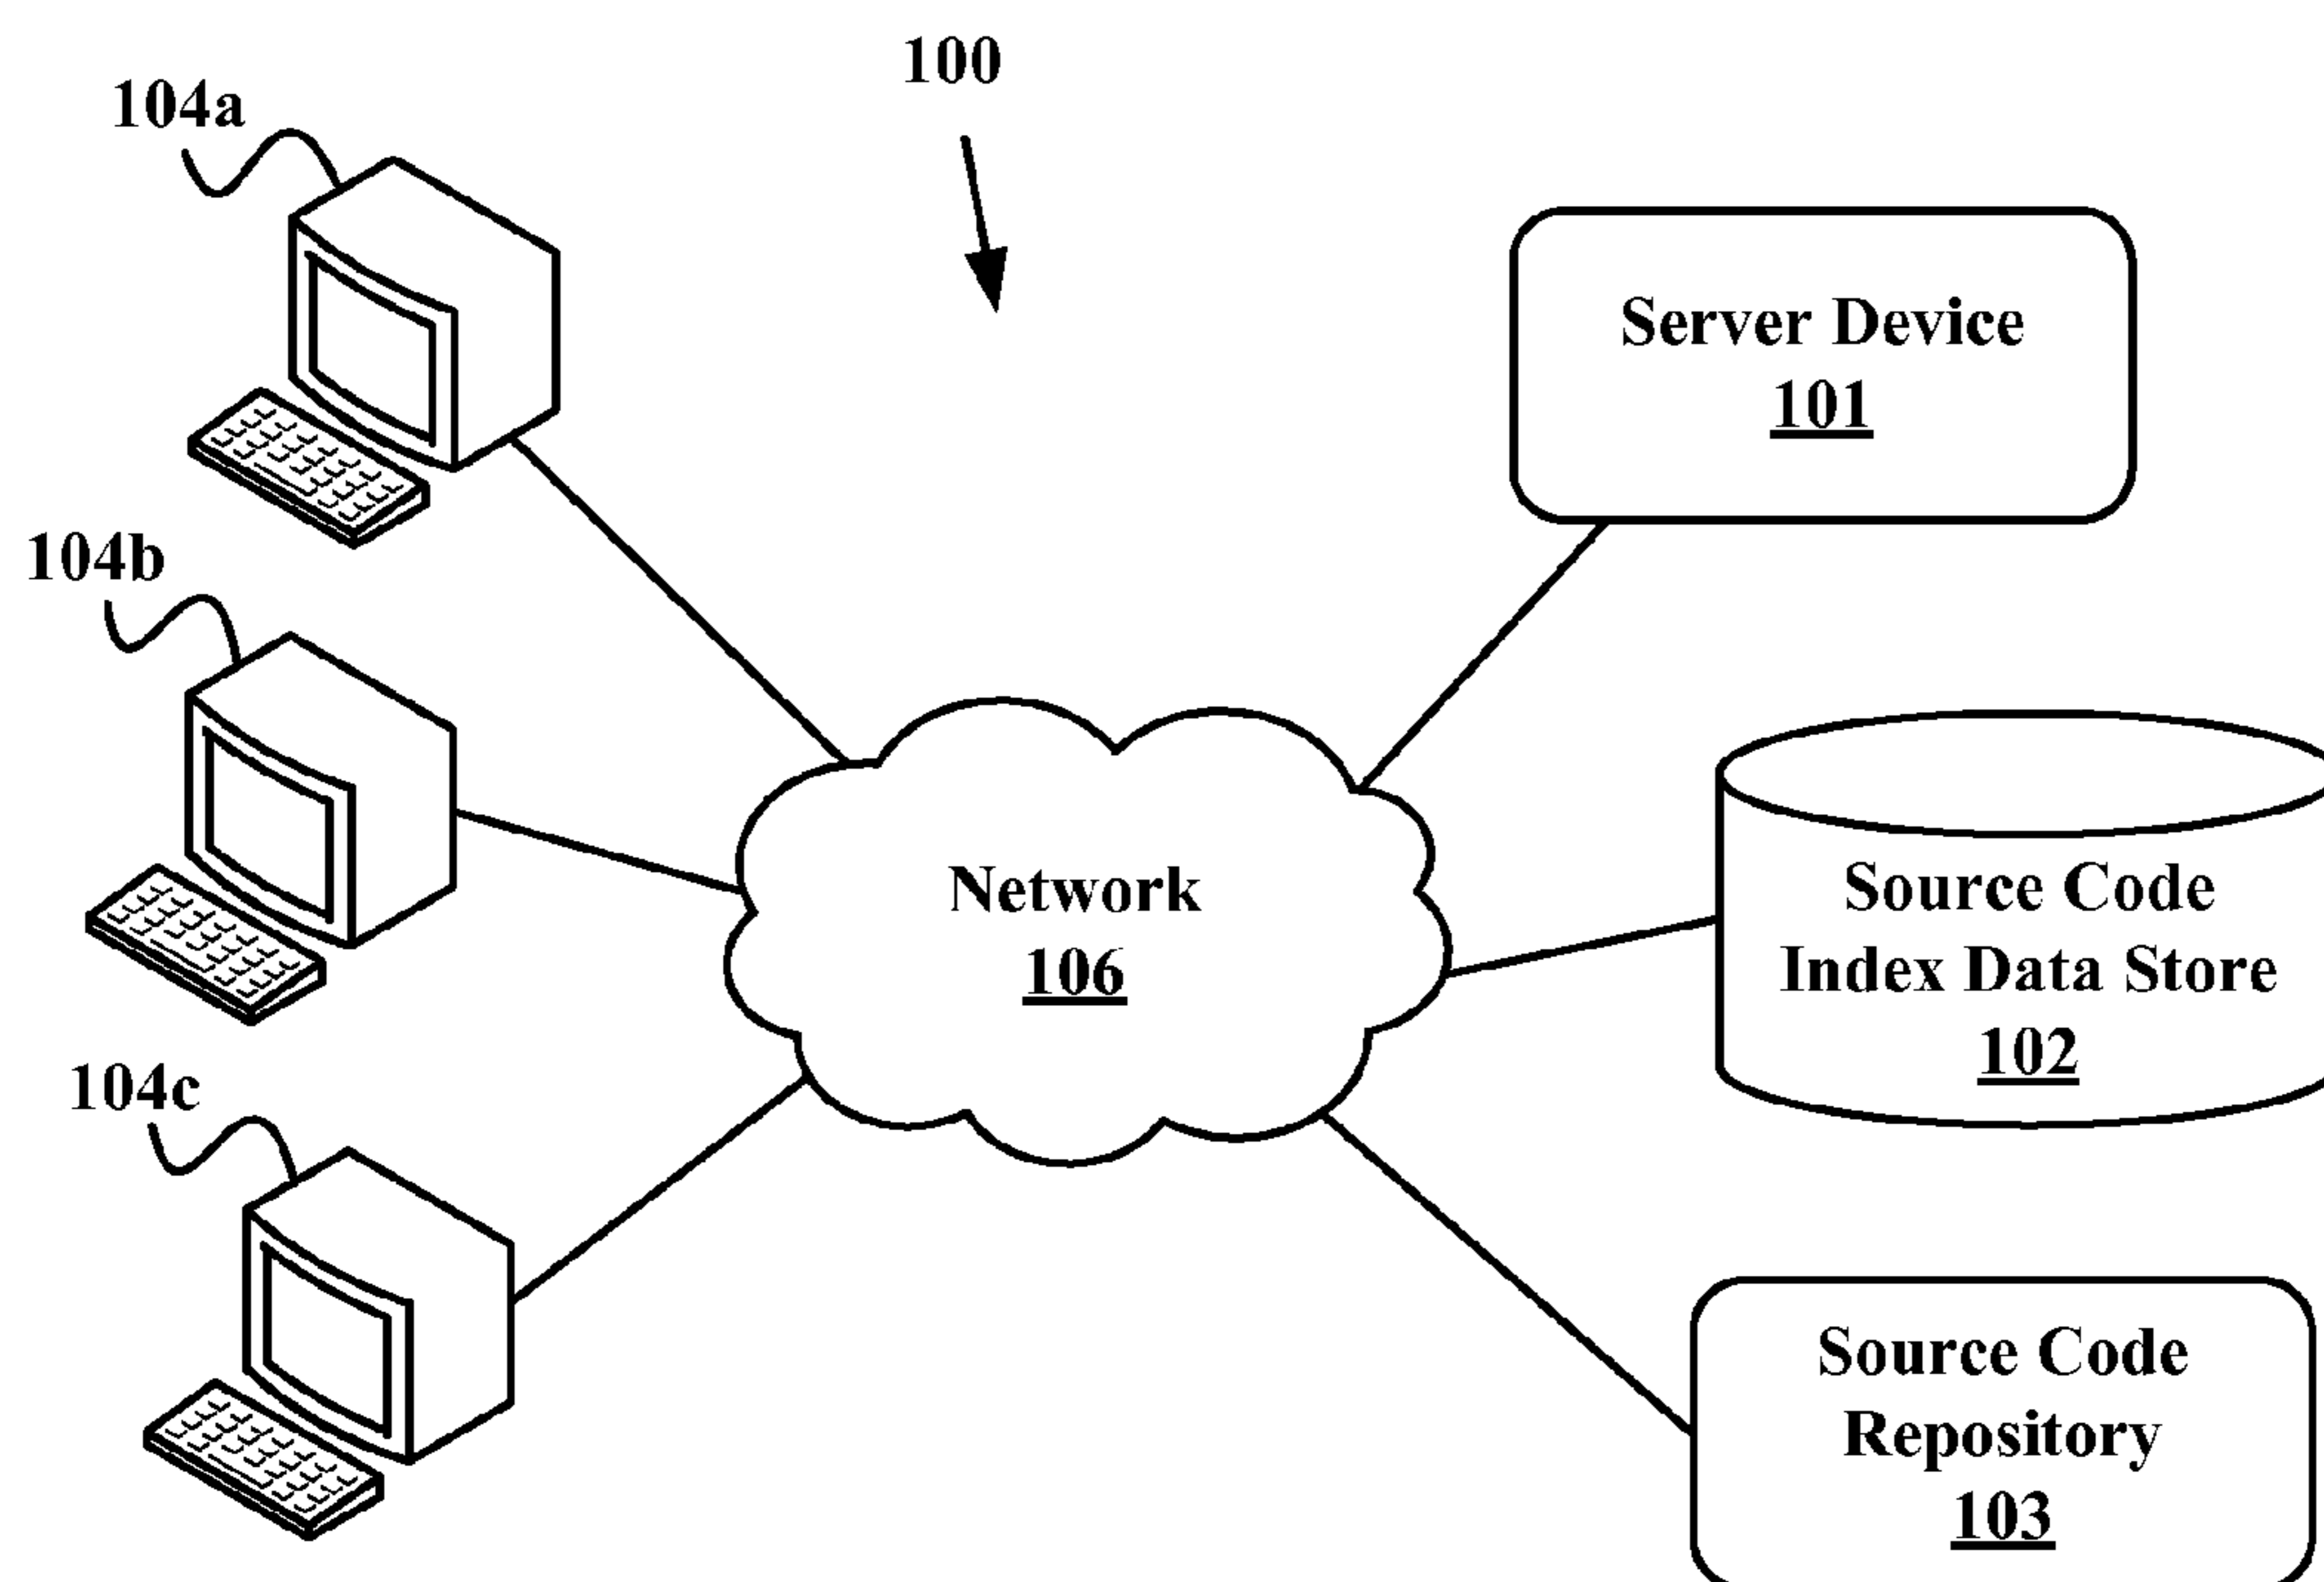 100
104a
Server Device
101
104b
Network
106
Source Code
Index Data Store
102
104c
Source Code
Repository
103